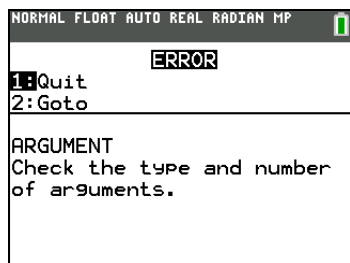 NORMAL FLOAT AUTO REAL RADIAN MP
ERROR
1:Quit
2:Goto
ARGUMENT
Check the type and number
of arguments.